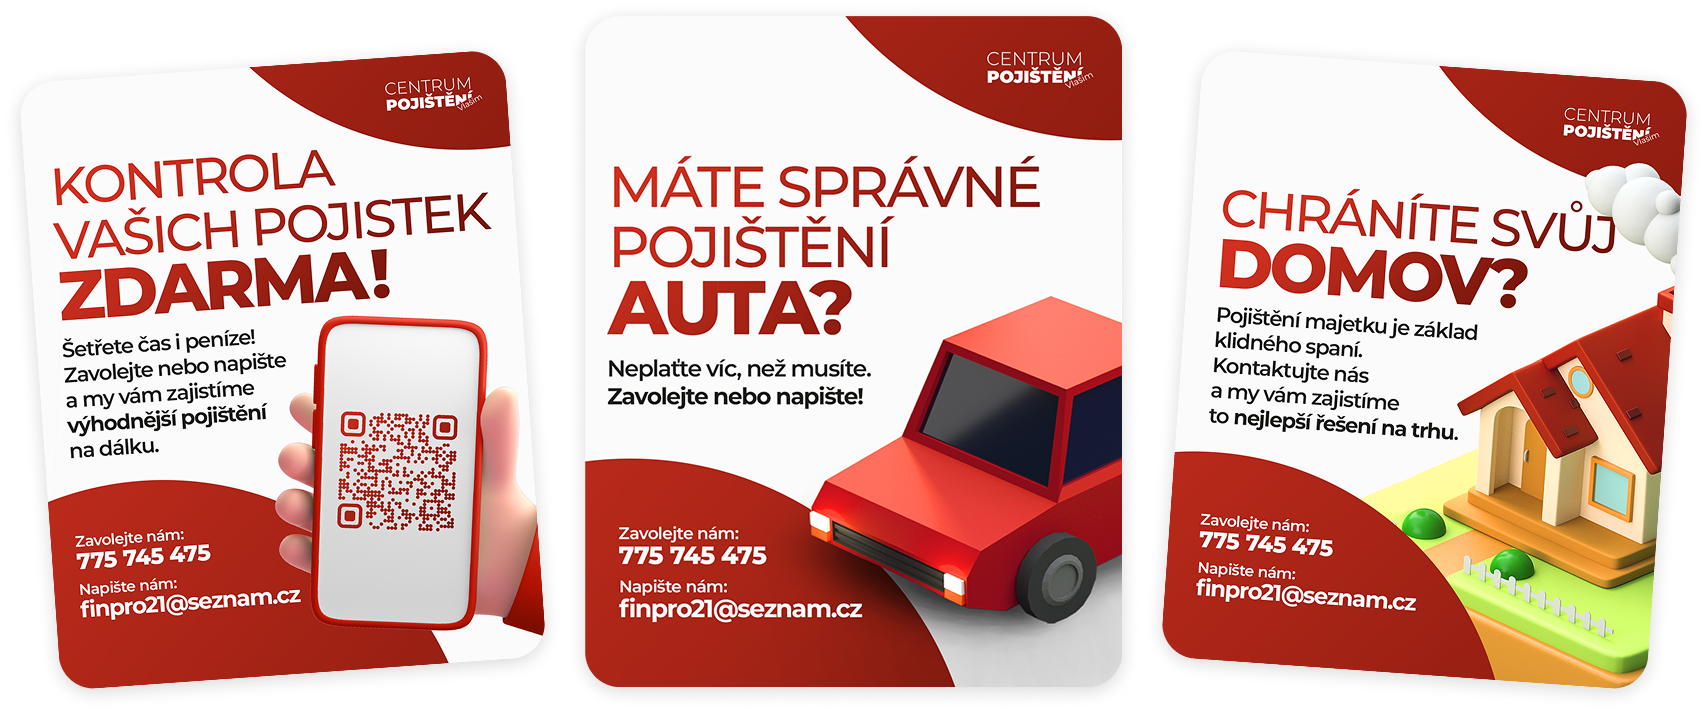 CENTRUM
POJIŠTĚNÍ
Vlašim
KONTROLA
VAŠICH POJISTEK
ZDARMA!
Šetřete čas i peníze!
Zavolejte nebo napište
a my vám zajistíme
výhodnější pojištění
na dálku.
Zavolejte nám:
775 745 475
Napište nám:
finpro21@seznam.cz
CENTRUM
POJIŠTĚNÍ
Vlašim
MÁTE SPRÁVNÉ
POJIŠTĚNÍ
AUTA?
Neplaťte víc, než musíte.
Zavolejte nebo napište!
Zavolejte nám:
775 745 475
Napište nám:
finpro21@seznam.cz
CENTRUM
POJIŠTĚNÍ
Vlašim
CHRÁNÍTE SVŮJ
DOMOV?
Pojištění majetku je základ
klidného spaní.
Kontaktujte nás
a my vám zajistíme
to nejlepší řešení na trhu.
Zavolejte nám:
775 745 475
Napište nám:
finpro21@seznam.cz